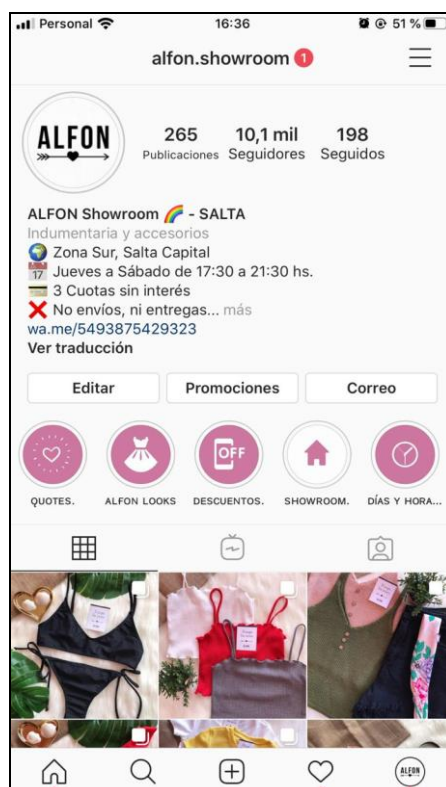 Personal 16:36 51 %
alfon.showroom 1
ALFON
265 10,1 mil 198
Publicaciones Seguidores Seguidos
ALFON Showroom 🌈 - SALTA
Indumentaria y accesorios
🌍 Zona Sur, Salta Capital
📅 Jueves a Sábado de 17:30 a 21:30 hs.
💳 3 Cuotas sin interés
❌ No envíos, ni entregas... más
wa.me/5493875429323
Ver traducción
Editar Promociones Correo
OFF
QUOTES. ALFON LOOKS DESCUENTOS. SHOWROOM. DÍAS Y HORA...
ALFON